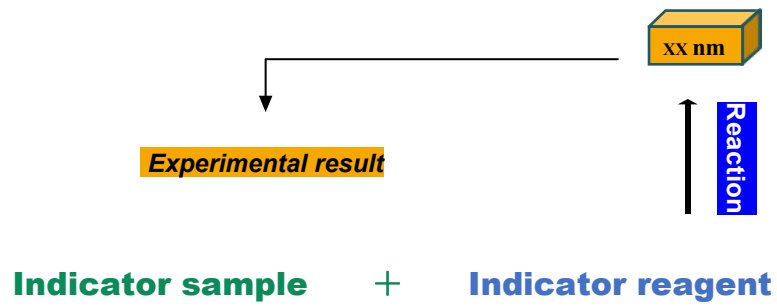 xx nm
Reaction
Experimental result
Indicator sample + Indicator reagent